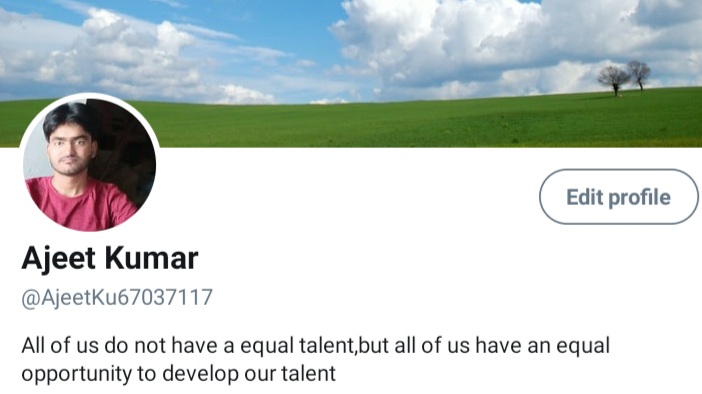 Edit profile
Ajeet Kumar
@AjeetKu67037117
All of us do not have a equal talent,but all of us have an equal
opportunity to develop our talent